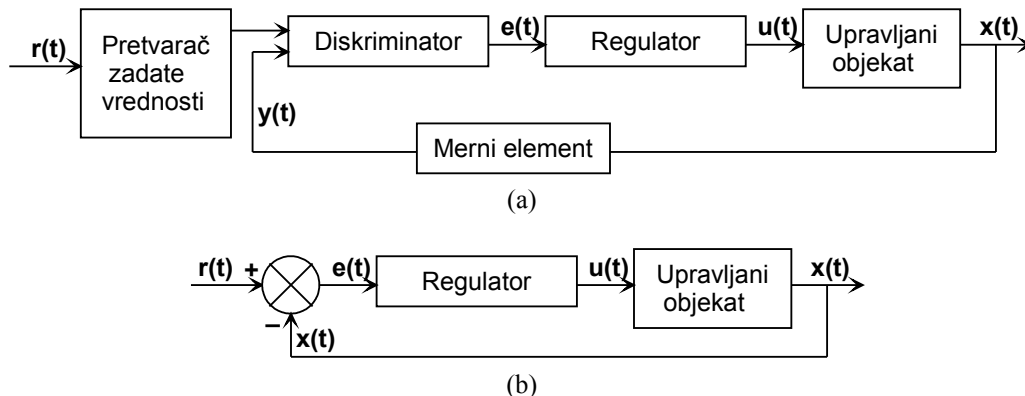 r(t)
Pretvarač
zadate
vrednosti
Diskriminator
e(t)
Regulator
u(t)
Upravljani
objekat
x(t)
y(t)
Merni element
(a)
r(t)
+
−
e(t)
Regulator
u(t)
Upravljani
objekat
x(t)
x(t)
(b)